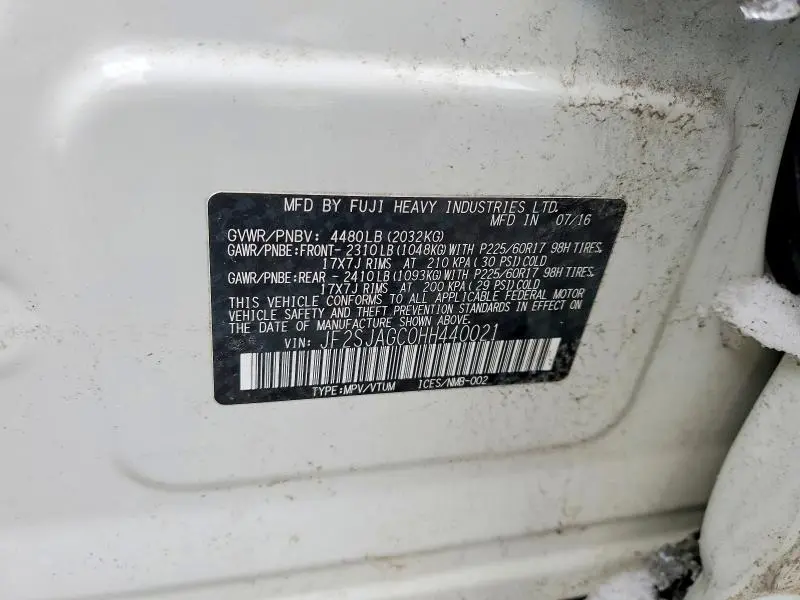 MFD BY FUJI HEAVY INDUSTRIES LTD.
MFD IN 07/16
GVWR/PNBV: 4480LB(2032KG)
GAWR/PNBE:FRONT- 2310LB(1048KG)WITH P225/60R17 98H TIRES,
17X7J RIMS AT 210 KPA(30 PSI)COLD
GAWR/PNBE:REAR - 2410LB(1093KG)WITH P225/60R17 98H TIRES,
17X7J RIMS AT 200 KPA(29 PSI)COLD
THIS VEHICLE CONFORMS TO ALL APPLICABLE FEDERAL MOTOR
VEHICLE SAFETY AND THEFT PREVENTION STANDARDS IN EFFECT ON
THE DATE OF MANUFACTURE SHOWN ABOVE.
VIN: JF2SJAGC0HH440021
TYPE:MPV/VTUM ICES/NMB-002